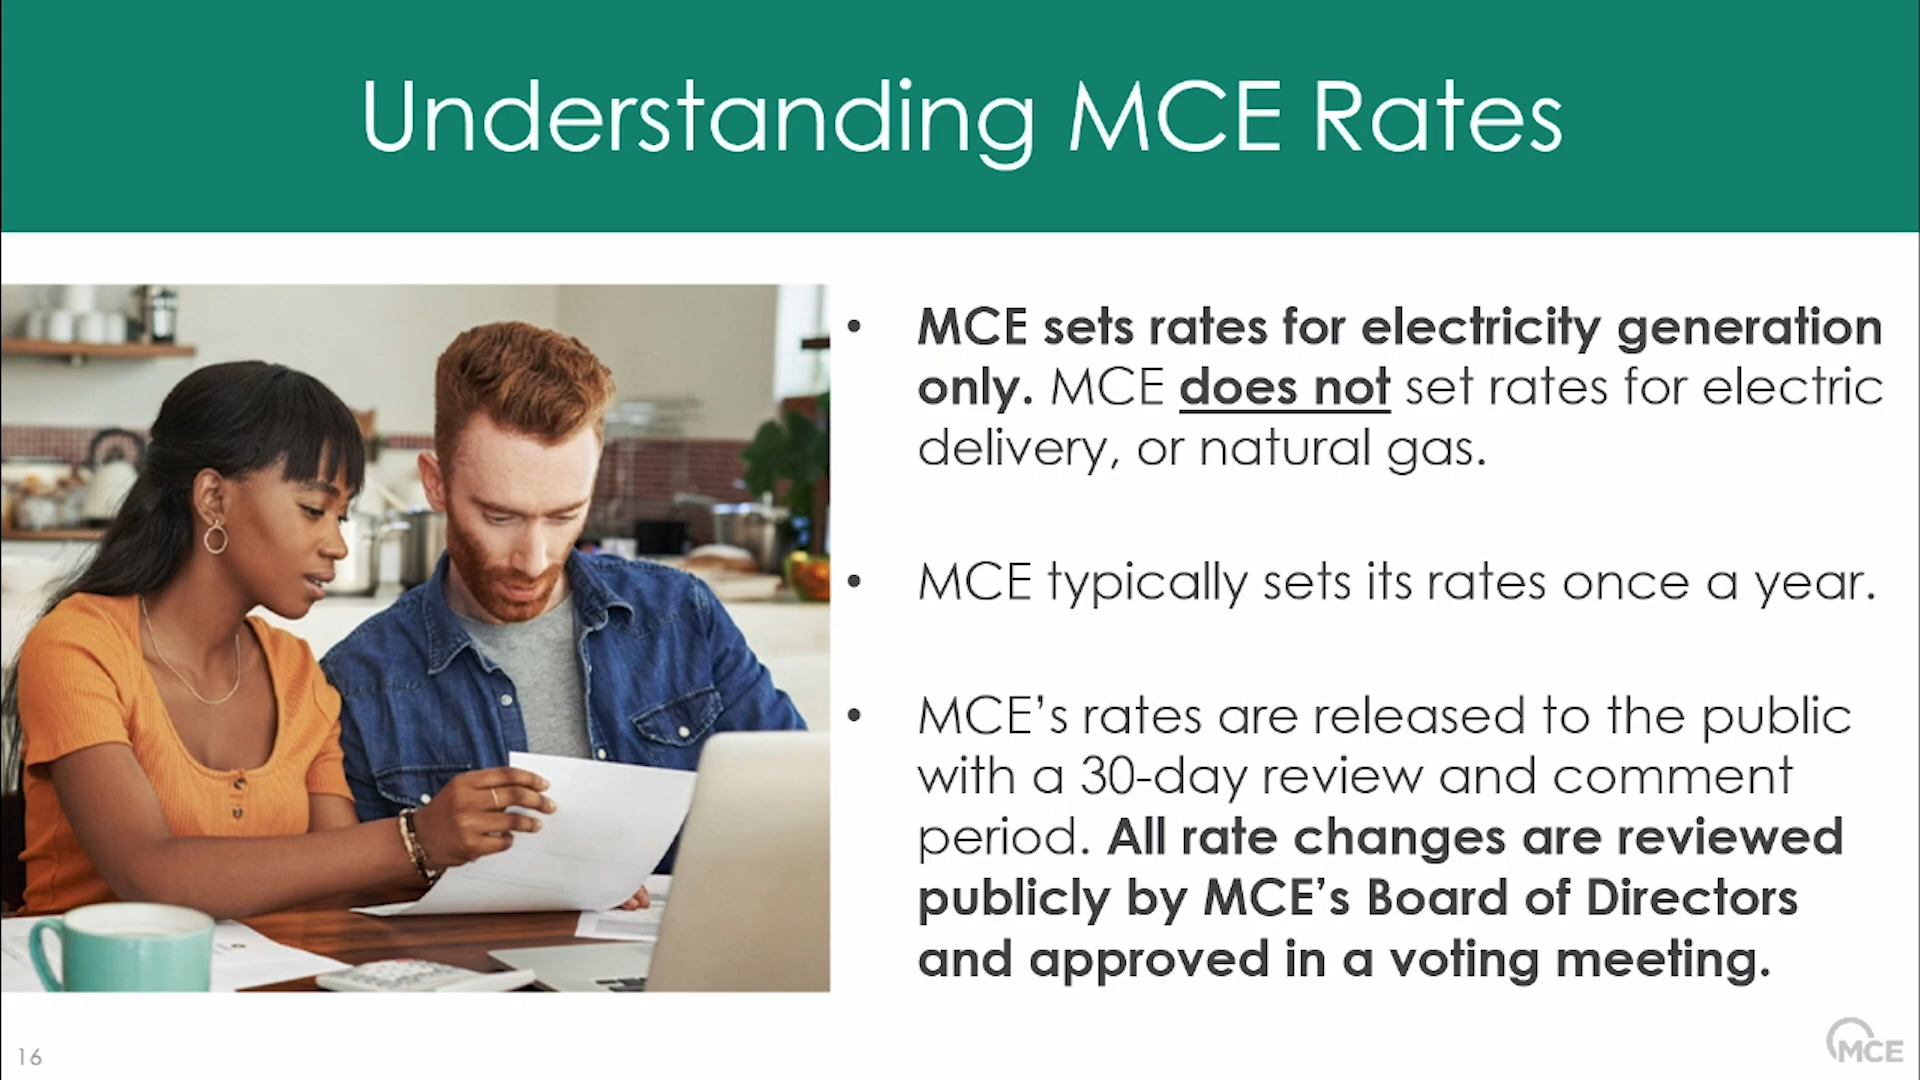 Understanding MCE Rates
• MCE sets rates for electricity generation
only. MCE does not set rates for electric
delivery, or natural gas.
• MCE typically sets its rates once a year.
• MCE’s rates are released to the public
with a 30-day review and comment
period. All rate changes are reviewed
publicly by MCE’s Board of Directors
and approved in a voting meeting.
16
MCE